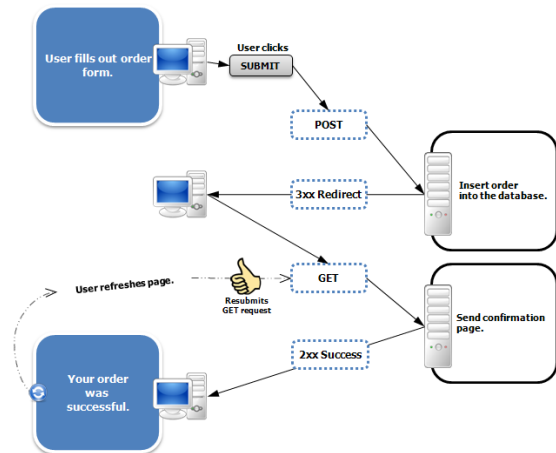 User fills out order
form.
User clicks
SUBMIT
POST
3xx Redirect
Insert order
into the database.
User refreshes page.
Resubmits
GET request
GET
Send confirmation
page.
2xx Success
Your order
was
successful.